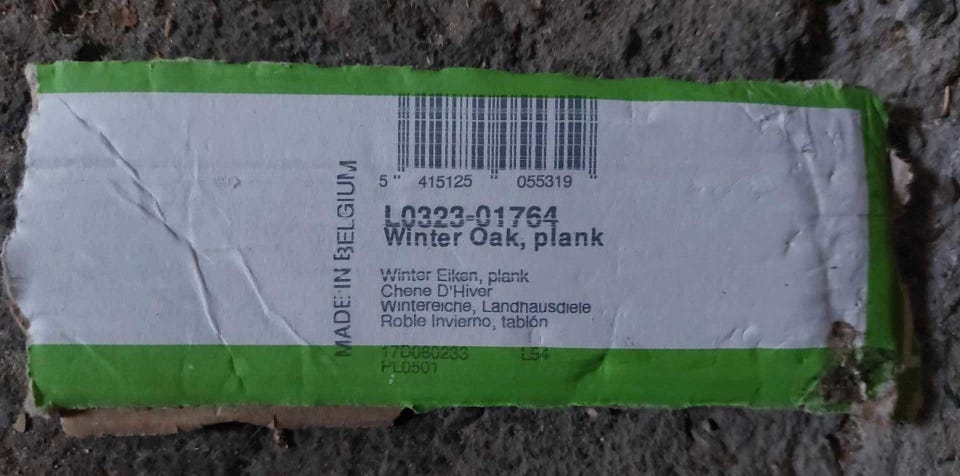 5 415125 055319
MADE IN BELGIUM
L0323-01764
Winter Oak, plank
Winter Eiken, plank
Chene D'Hiver
Wintereiche, Landhausdiele
Roble Invierno, tablón
17D060233 L54
PL0501